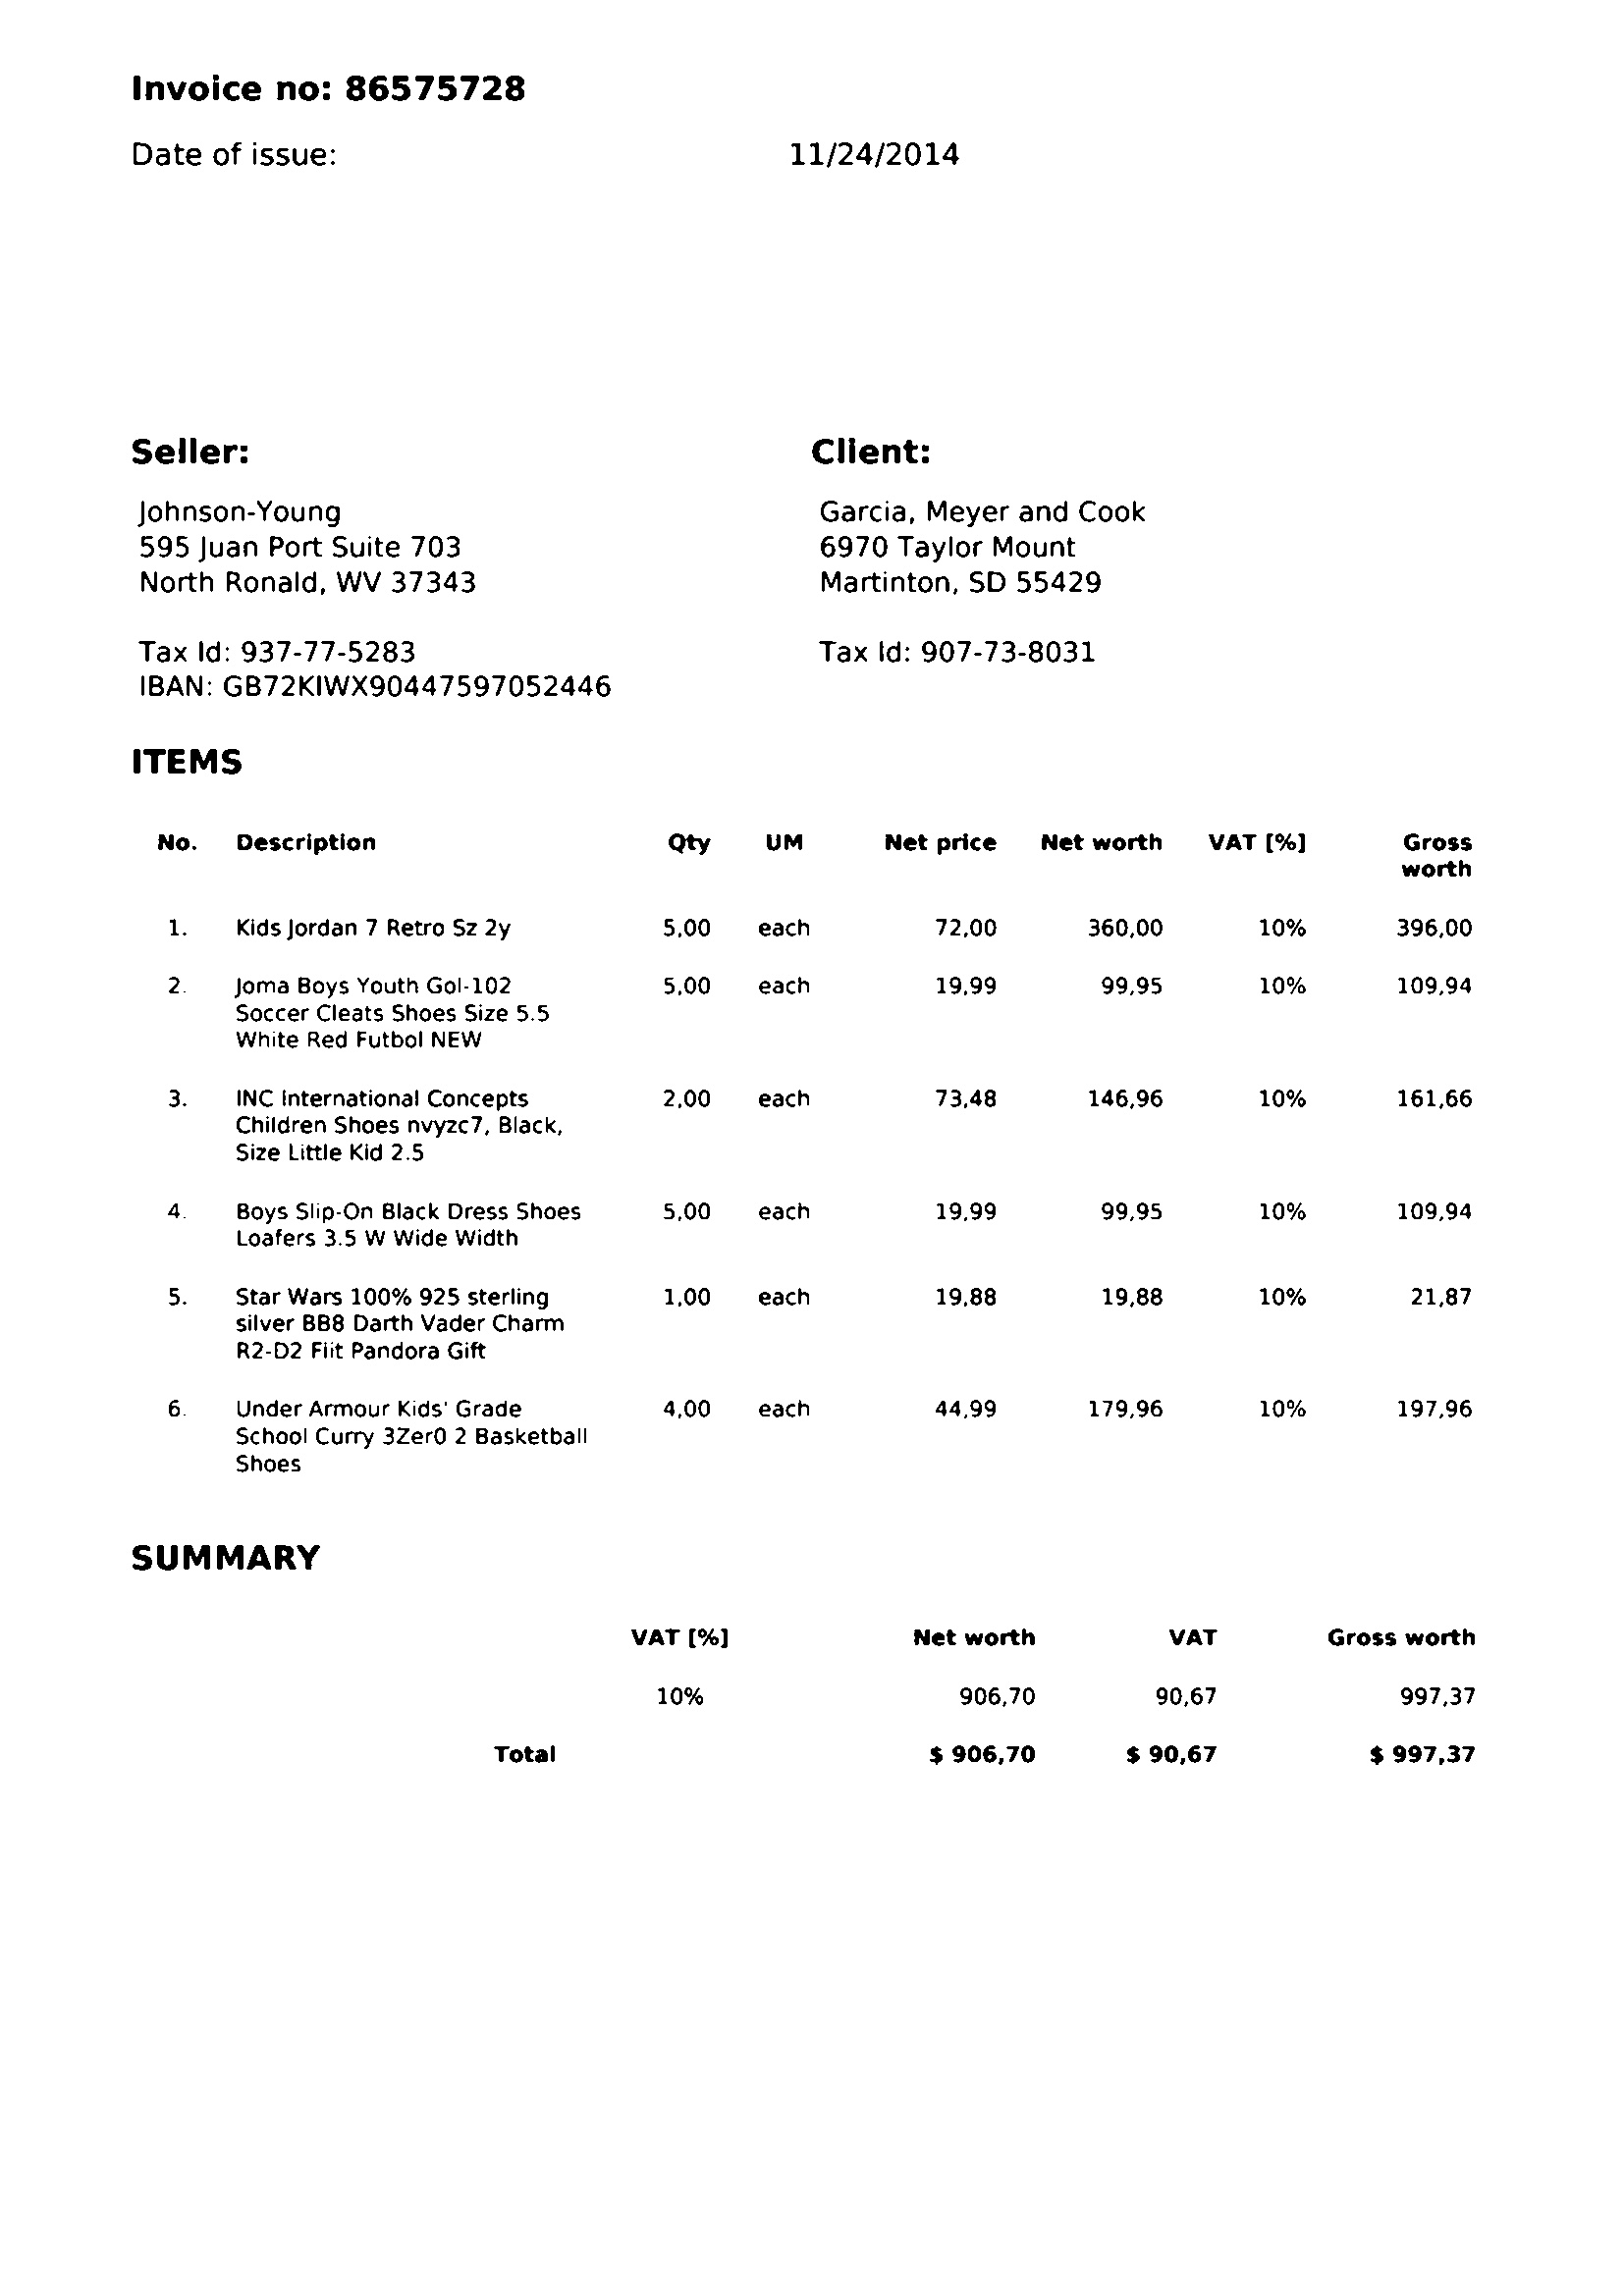 Invoice no: 86575728
Date of issue: 11/24/2014
Seller: Client:
Johnson-Young Garcia, Meyer and Cook
595 Juan Port Suite 703 6970 Taylor Mount
North Ronald, WV 37343 Martinton, SD 55429
Tax Id: 937-77-5283 Tax Id: 907-73-8031
IBAN: GB72KIWX90447597052446
ITEMS
No. Description Qty UM Net price Net worth VAT [%] Gross
worth
1. Kids Jordan 7 Retro Sz 2y 5,00 each 72,00 360,00 10% 396,00
2. Joma Boys Youth Gol-102 5,00 each 19,99 99,95 10% 109,94
Soccer Cleats Shoes Size 5.5
White Red Futbol NEW
3. INC International Concepts 2,00 each 73,48 146,96 10% 161,66
Children Shoes nvyzc7, Black,
Size Little Kid 2.5
4. Boys Slip-On Black Dress Shoes 5,00 each 19,99 99,95 10% 109,94
Loafers 3.5 W Wide Width
5. Star Wars 100% 925 sterling 1,00 each 19,88 19,88 10% 21,87
silver BB8 Darth Vader Charm
R2-D2 Fiit Pandora Gift
6. Under Armour Kids' Grade 4,00 each 44,99 179,96 10% 197,96
School Curry 3Zer0 2 Basketball
Shoes
SUMMARY
VAT [%] Net worth VAT Gross worth
10% 906,70 90,67 997,37
Total $ 906,70 $ 90,67 $ 997,37